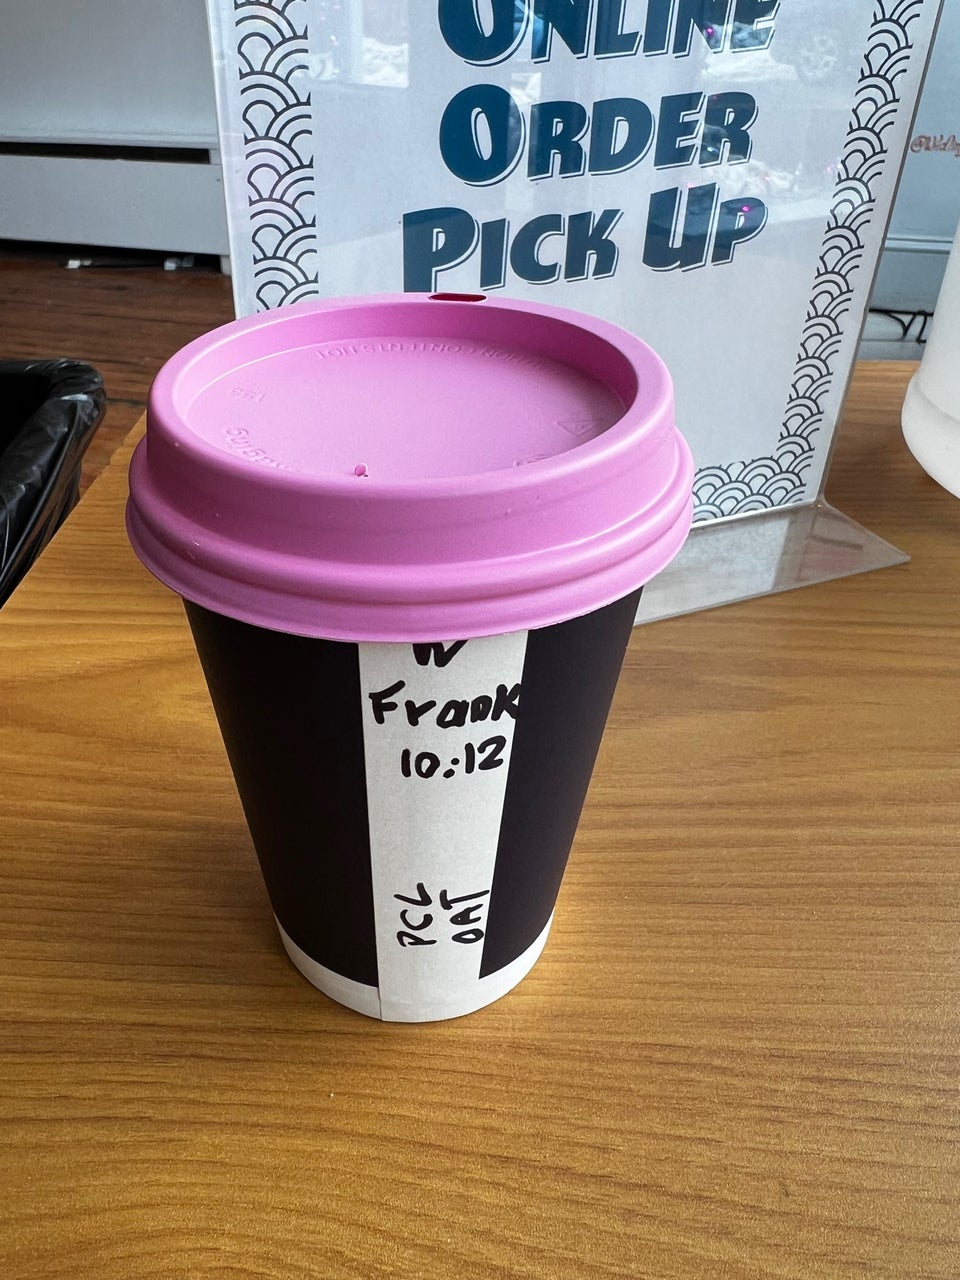 ONLINE
ORDER
PICK UP
W
Frank
10:12
PCL
OAT